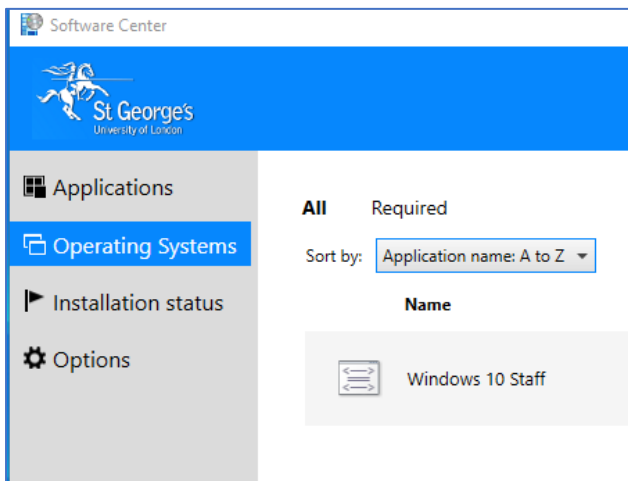 Software Center
St George's
University of London
Applications
Operating Systems
Installation status
Options
All Required
Sort by: Application name: A to Z
Name
Windows 10 Staff